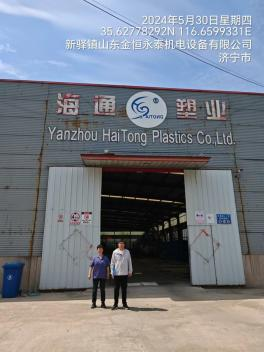 2024年5月30日星期四
35.62778292N 116.6599331E
新驿镇山东金恒永泰机电设备有限公司
济宁市
海通 HAITONG 塑业
Yanzhou HaiTong Plastics Co.,Ltd.